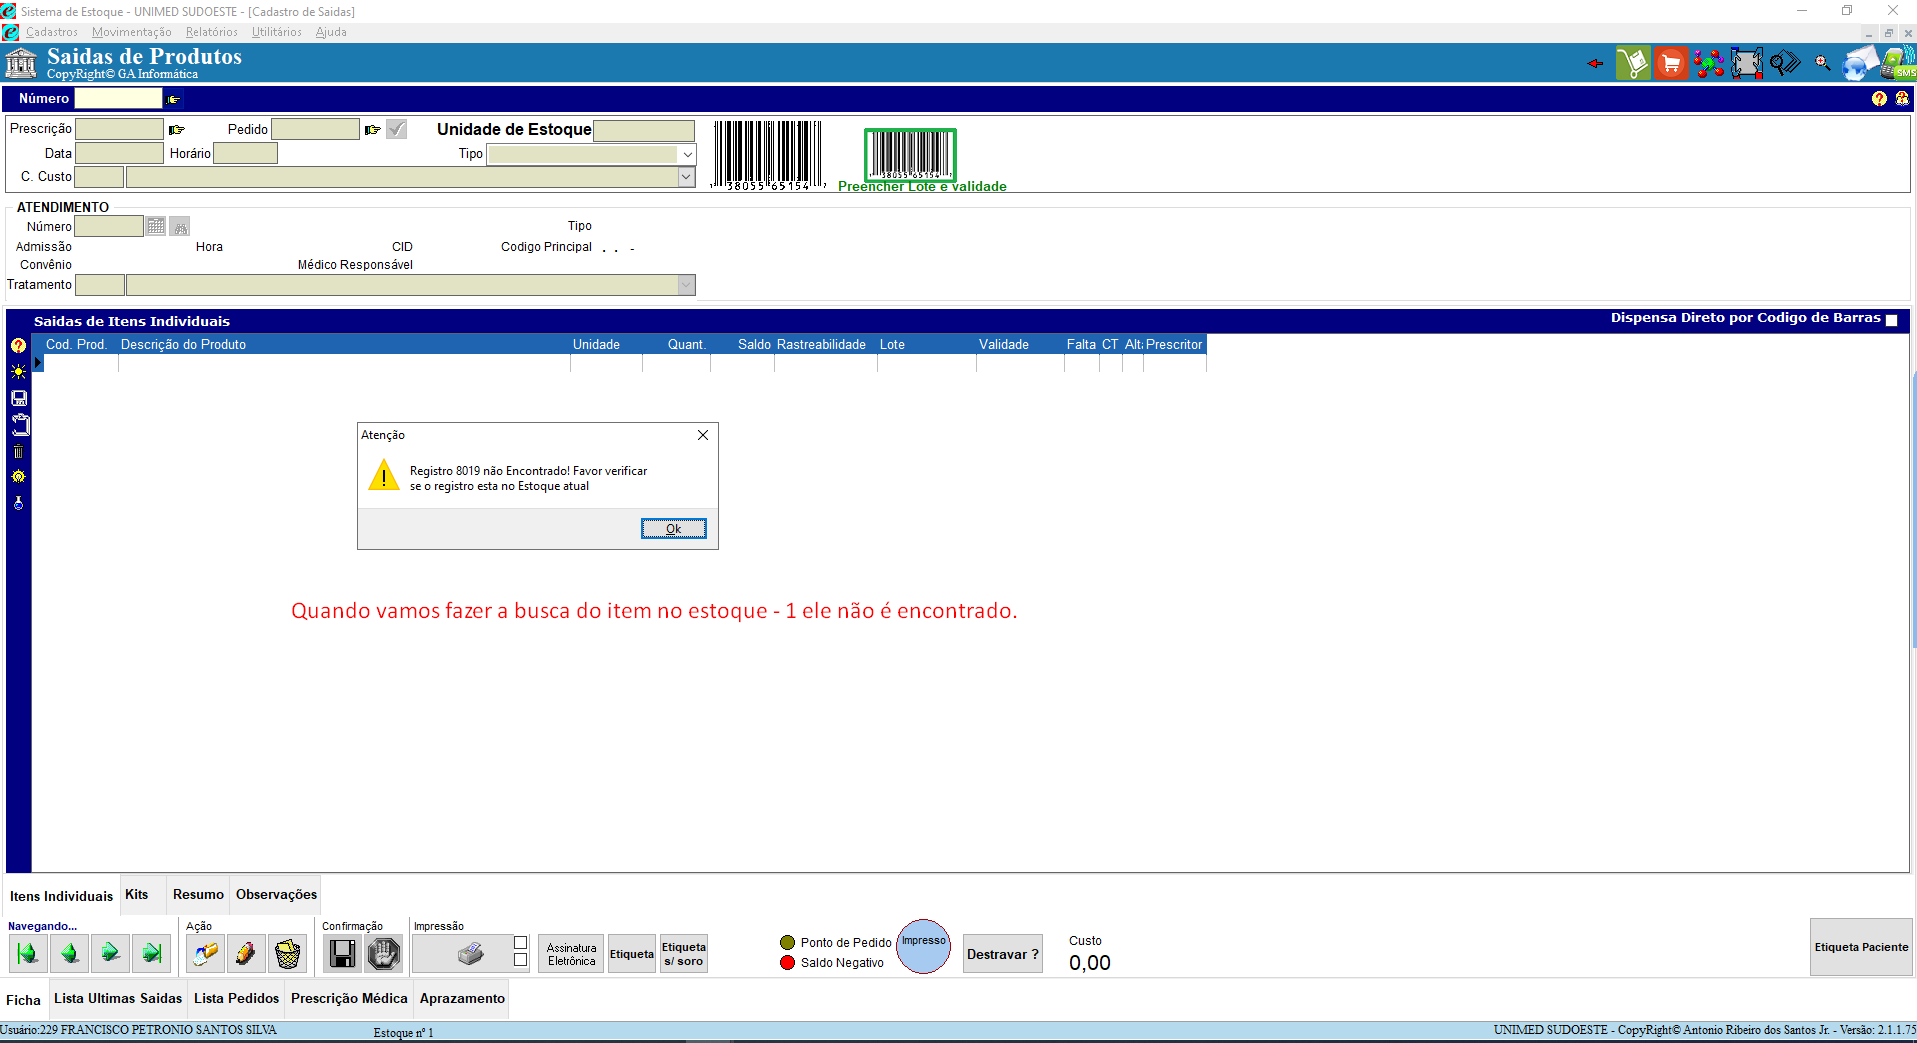 Sistema de Estoque - UNIMED SUDOESTE - [Cadastro de Saidas]
Cadastros Movimentação Relatórios Utilitários Ajuda
Saidas de Produtos
CopyRight© GA Informática
SMS
Número
Prescrição Pedido Unidade de Estoque
Data Horário Tipo
C. Custo
1 38055 65154 7
1 38055 65154 7
Preencher Lote e validade
ATENDIMENTO
Número Tipo
Admissão Hora CID Codigo Principal . . -
Convênio Médico Responsável
Tratamento
Saidas de Itens Individuais Dispensa Direto por Codigo de Barras
Cod. Prod. Descrição do Produto Unidade Quant. Saldo Rastreabilidade Lote Validade Falta CT Alt: Prescritor
Atenção
Registro 8019 não Encontrado! Favor verificar
se o registro esta no Estoque atual
Ok
Quando vamos fazer a busca do item no estoque - 1 ele não é encontrado.
Itens Individuais Kits Resumo Observações
Navegando... Ação Confirmação Impressão
Assinatura
Eletrônica
Etiqueta
Etiqueta
s/ soro
Ponto de Pedido
Saldo Negativo
Impresso
Destravar ?
Custo
0,00
Etiqueta Paciente
Ficha Lista Ultimas Saidas Lista Pedidos Prescrição Médica Aprazamento
Usuário:229 FRANCISCO PETRONIO SANTOS SILVA Estoque nº 1 UNIMED SUDOESTE - CopyRight© Antonio Ribeiro dos Santos Jr. - Versão: 2.1.1.75